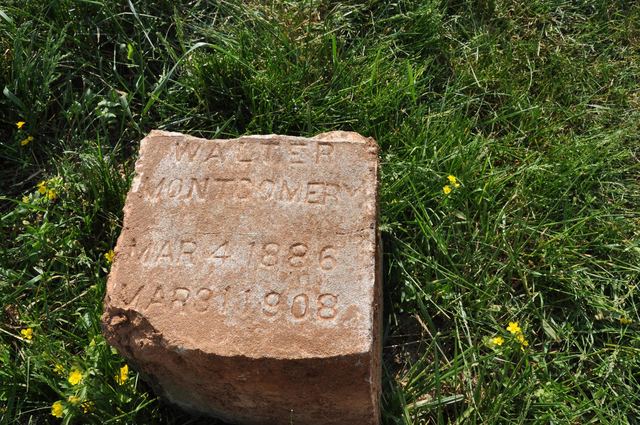 WALTER
MONTGOMERY
MAR 4 1886
MAR 31 1908